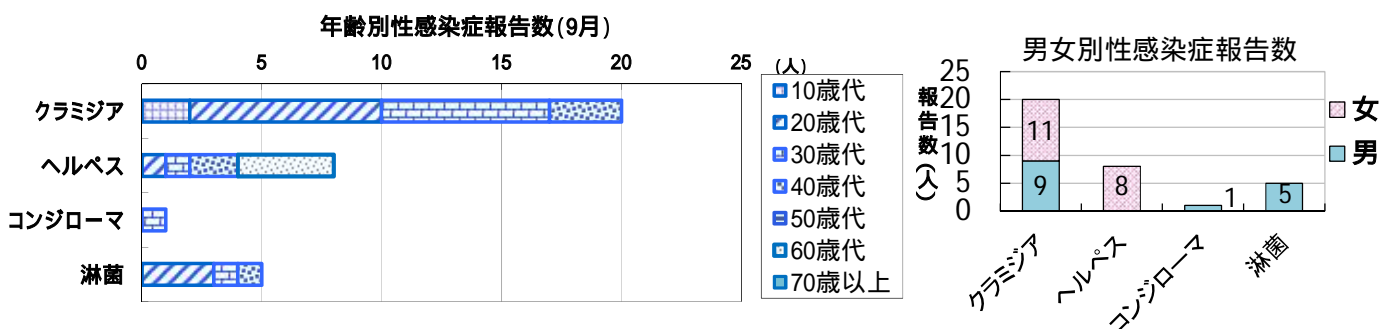 年齢別性感染症報告数(9月)
0 5 10 15 20 25
(人)
クラミジア
ヘルペス
コンジローマ
淋菌
10歳代
20歳代
30歳代
40歳代
50歳代
60歳代
70歳以上
男女別性感染症報告数
報告数(人)
25
20
15
10
5
0
11
9
8
1
5
クラミジア
ヘルペス
コンジローマ
淋菌
女
男